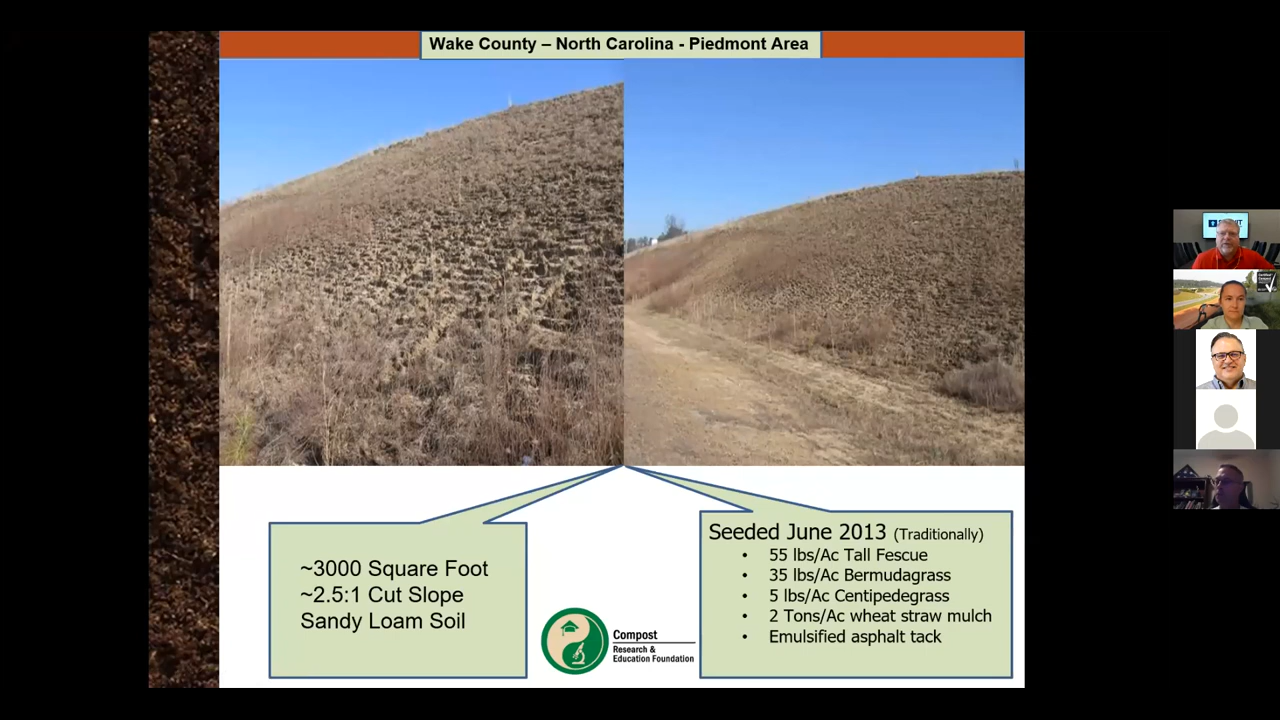 Wake County – North Carolina - Piedmont Area
~3000 Square Foot
~2.5:1 Cut Slope
Sandy Loam Soil
Seeded June 2013 (Traditionally)
• 55 lbs/Ac Tall Fescue
• 35 lbs/Ac Bermudagrass
• 5 lbs/Ac Centipedegrass
• 2 Tons/Ac wheat straw mulch
• Emulsified asphalt tack
Compost
Research &
Education Foundation